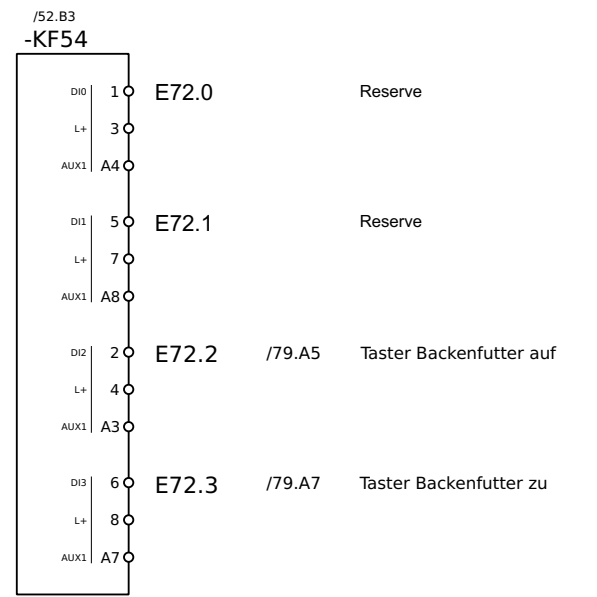 /52.B3
-KF54
DI0 1 E72.0 Reserve
L+ 3
AUX1 A4
DI1 5 E72.1 Reserve
L+ 7
AUX1 A8
DI2 2 E72.2 /79.A5 Taster Backenfutter auf
L+ 4
AUX1 A3
DI3 6 E72.3 /79.A7 Taster Backenfutter zu
L+ 8
AUX1 A7